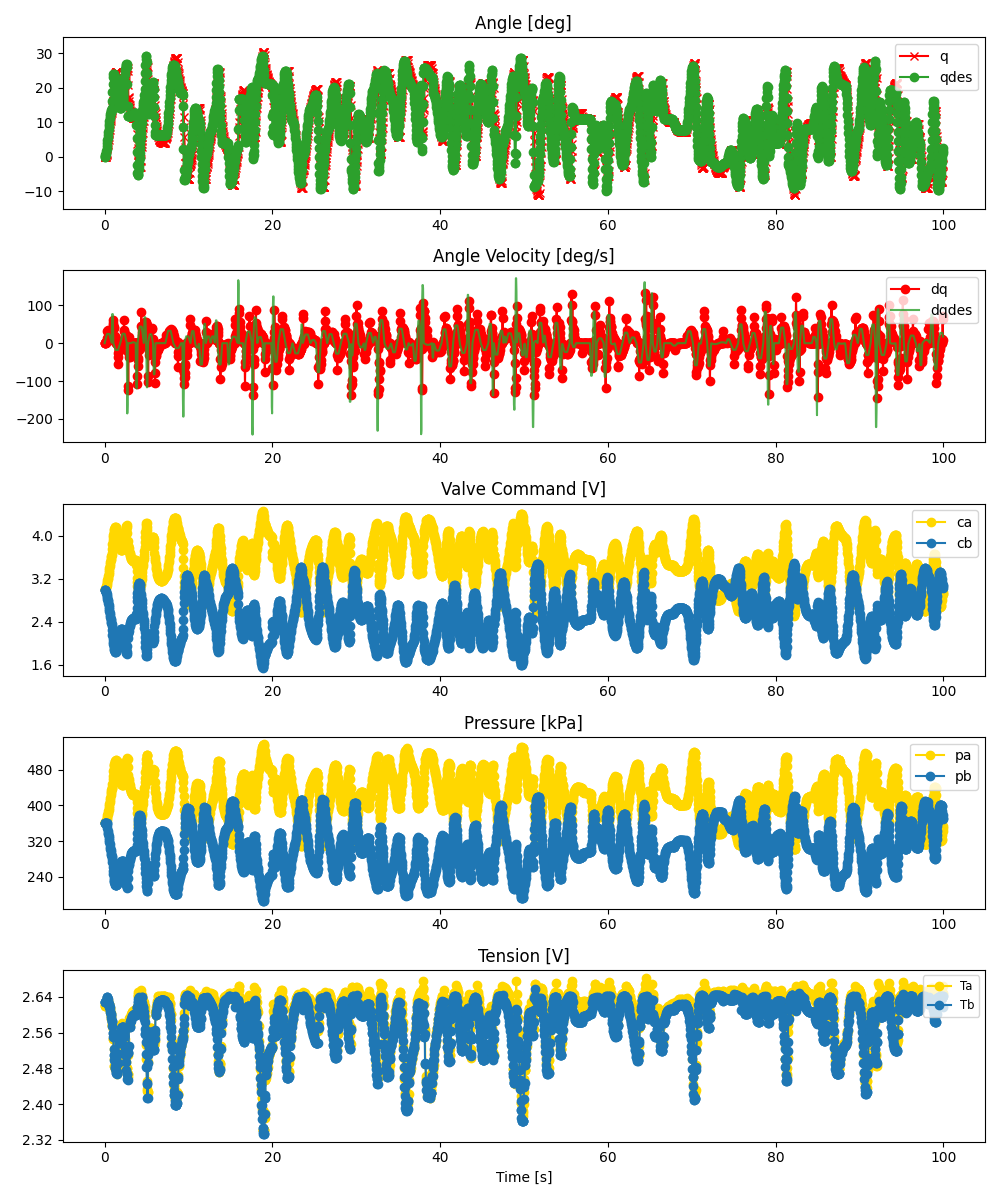 Angle [deg]
30
20
10
0
−10
q
qdes
0 20 40 60 80 100
Angle Velocity [deg/s]
100
0
−100
−200
dq
dqdes
0 20 40 60 80 100
Valve Command [V]
4.0
3.2
2.4
1.6
ca
cb
0 20 40 60 80 100
Pressure [kPa]
480
400
320
240
pa
pb
0 20 40 60 80 100
Tension [V]
2.64
2.56
2.48
2.40
2.32
Ta
Tb
0 20 40 60 80 100
Time [s]